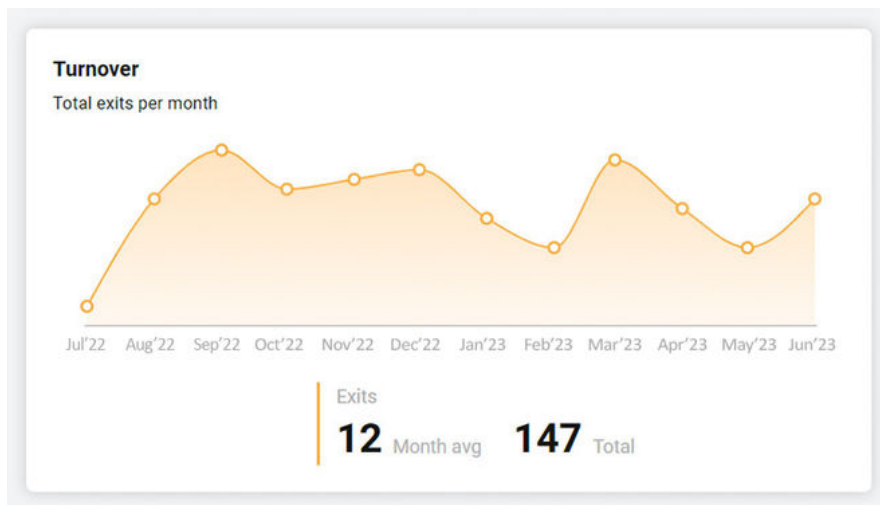 Turnover
Total exits per month
Jul'22 Aug'22 Sep'22 Oct'22 Nov'22 Dec'22 Jan'23 Feb'23 Mar'23 Apr'23 May'23 Jun'23
Exits
12 Month avg 147 Total